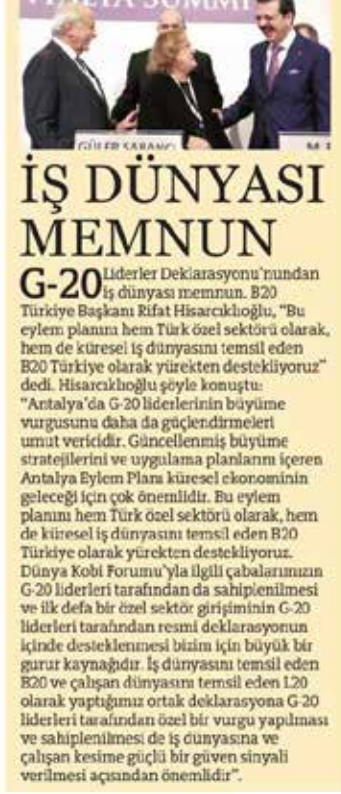 TALYA SUMMIT
GÜLER SABANCI
M. R
İŞ DÜNYASI
MEMNUN
G-20 Liderler Deklarasyonu'nundan
iş dünyası memnun. B20
Türkiye Başkanı Rifat Hisarcıklıoğlu, "Bu
eylem planını hem Türk özel sektörü olarak,
hem de küresel iş dünyasını temsil eden
B20 Türkiye olarak yürekten destekliyoruz"
dedi. Hisarcıklıoğlu şöyle konuştu:
"Antalya'da G-20 liderlerinin büyüme
vurgusunu daha da güçlendirmeleri
umut vericidir. Güncellenmiş büyüme
stratejilerini ve uygulama planlarını içeren
Antalya Eylem Planı küresel ekonominin
geleceği için çok önemlidir. Bu eylem
planını hem Türk özel sektörü olarak, hem
de küresel iş dünyasını temsil eden B20
Türkiye olarak yürekten destekliyoruz.
Dünya Kobi Forumu'yla ilgili çabalarımızın
G-20 liderleri tarafından da sahiplenilmesi
ve ilk defa bir özel sektör girişiminin G-20
liderleri tarafından resmi deklarasyonun
içinde desteklenmesi bizim için büyük bir
gurur kaynağıdır. İş dünyasını temsil eden
B20 ve çalışan dünyasını temsil eden L20
olarak yaptığımız ortak deklarasyona G-20
liderleri tarafından özel bir vurgu yapılması
ve sahiplenilmesi de iş dünyasına ve
çalışan kesime güçlü bir güven sinyali
verilmesi açısından önemlidir".